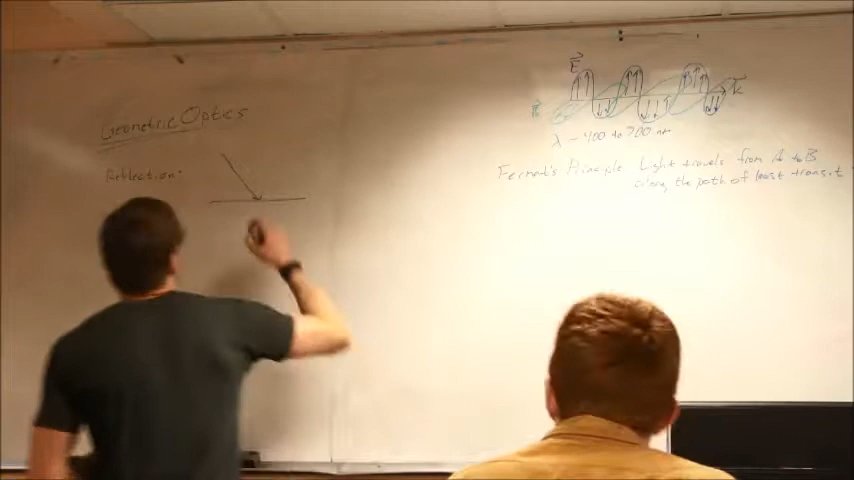 Geometric Optics
Reflection:
E
B
K
λ ~ 400 to 700 nm
Fermat's Principle Light travels from A to B
along the path of least transit